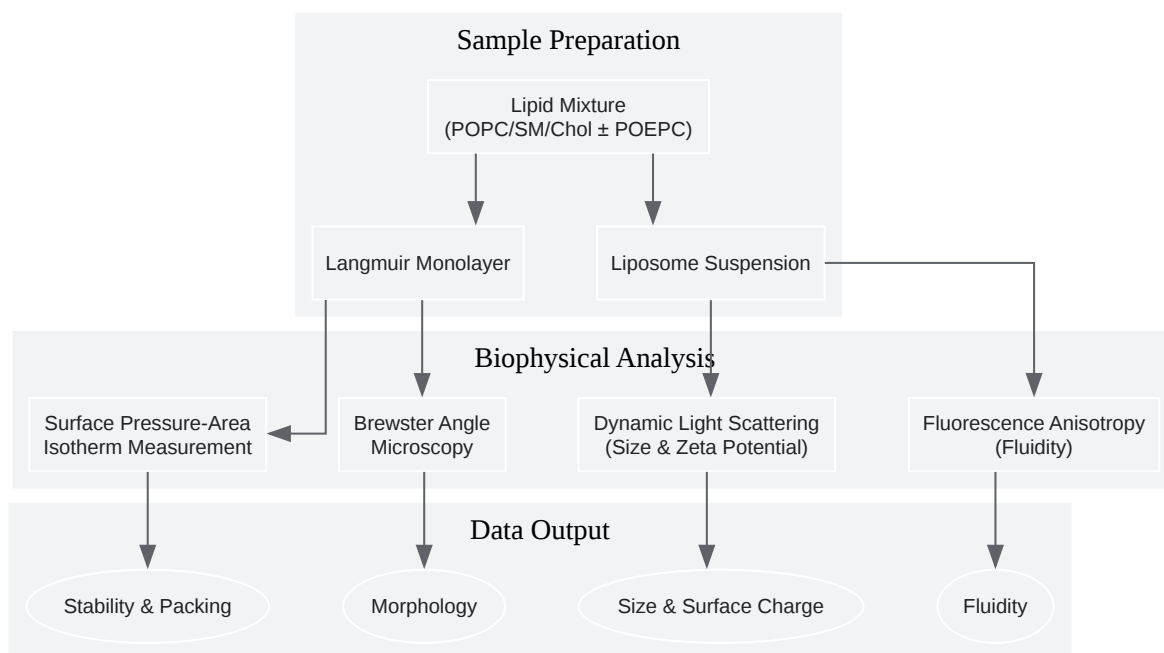 Sample Preparation
Lipid Mixture
(POPC/SM/Chol ± POEPC)
Langmuir Monolayer
Liposome Suspension
Biophysical Analysis
Surface Pressure-Area
Isotherm Measurement
Brewster Angle
Microscopy
Dynamic Light Scattering
(Size & Zeta Potential)
Fluorescence Anisotropy
(Fluidity)
Data Output
Stability & Packing
Morphology
Size & Surface Charge
Fluidity